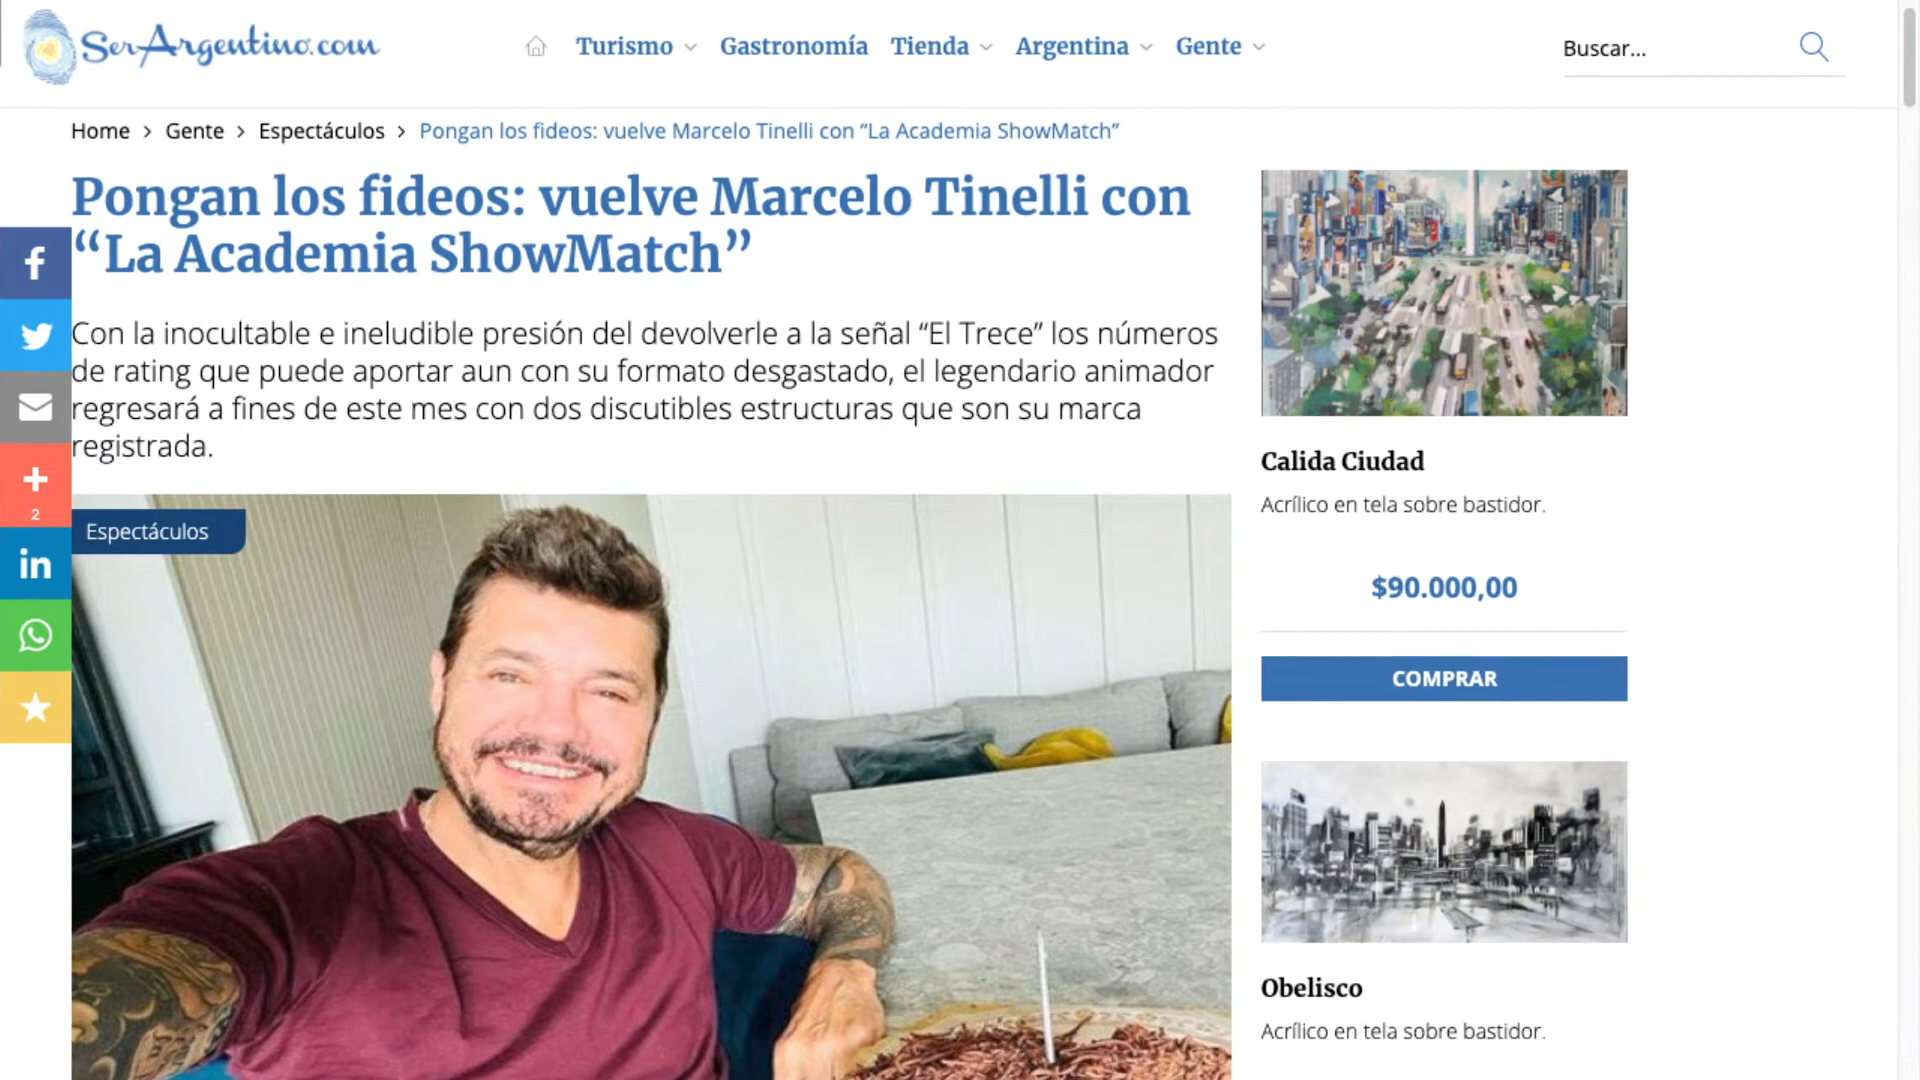 SerArgentino.com
Turismo
Gastronomía
Tienda
Argentina
Gente
Buscar...
Home > Gente > Espectáculos > Pongan los fideos: vuelve Marcelo Tinelli con “La Academia ShowMatch”
Pongan los fideos: vuelve Marcelo Tinelli con
“La Academia ShowMatch”
Con la inocultable e ineludible presión del devolverle a la señal “El Trece” los números
de rating que puede aportar aun con su formato desgastado, el legendario animador
regresará a fines de este mes con dos discutibles estructuras que son su marca
registrada.
2
Espectáculos
Calida Ciudad
Acrílico en tela sobre bastidor.
$90.000,00
COMPRAR
Obelisco
Acrílico en tela sobre bastidor.